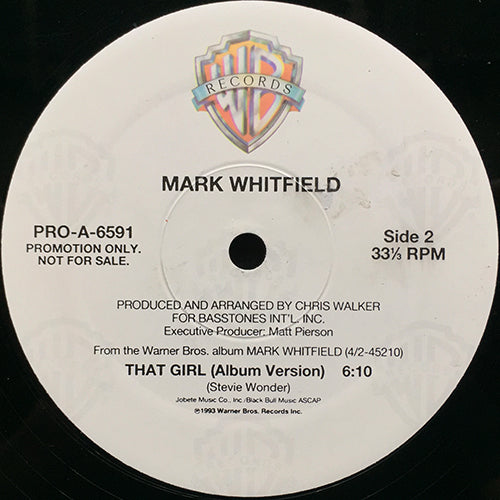 WB
RECORDS
MARK WHITFIELD
PRO-A-6591
PROMOTION ONLY.
NOT FOR SALE.
Side 2
33⅓ RPM
PRODUCED AND ARRANGED BY CHRIS WALKER
FOR BASSTONES INT'L. INC.
Executive Producer: Matt Pierson
From the Warner Bros. album MARK WHITFIELD (4/2-45210)
THAT GIRL (Album Version) 6:10
(Stevie Wonder)
Jobete Music Co., Inc./Black Bull Music ASCAP
℗1993 Warner Bros. Records Inc.